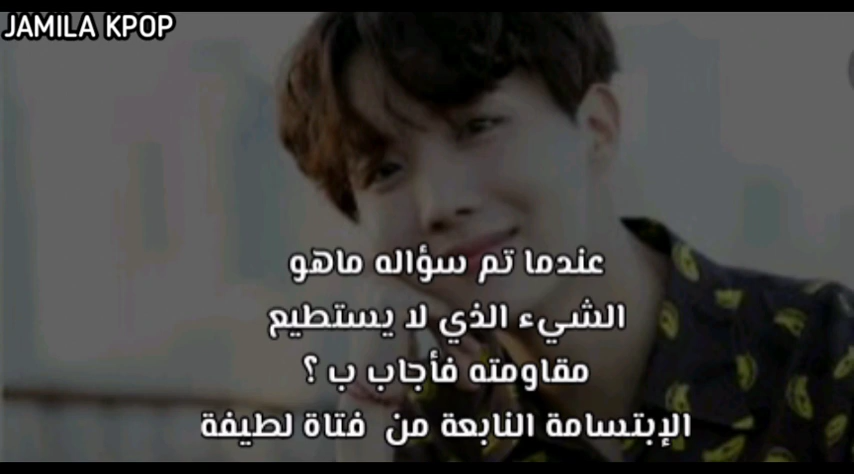 JAMILA KPOP
عندما تم سؤاله ماهو
الشيء الذي لا يستطيع
مقاومته فأجاب ب ؟
الإبتسامة النابعة من فتاة لطيفة